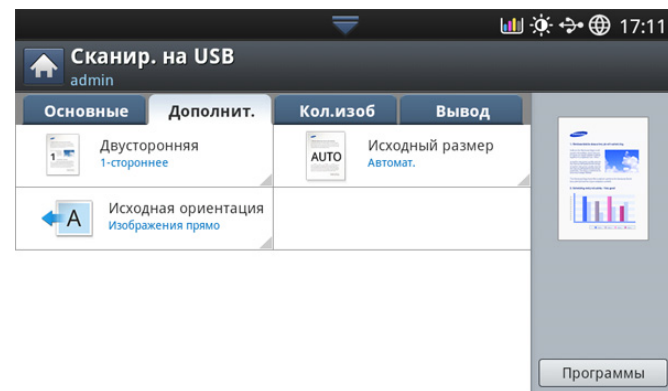 17:11
Сканир. на USB
admin
Основные
Дополнит.
Кол.изоб
Вывод
1
Двусторонняя
1-стороннее
AUTO
Исходный размер
Автомат.
A
Исходная ориентация
Изображения прямо
Программы